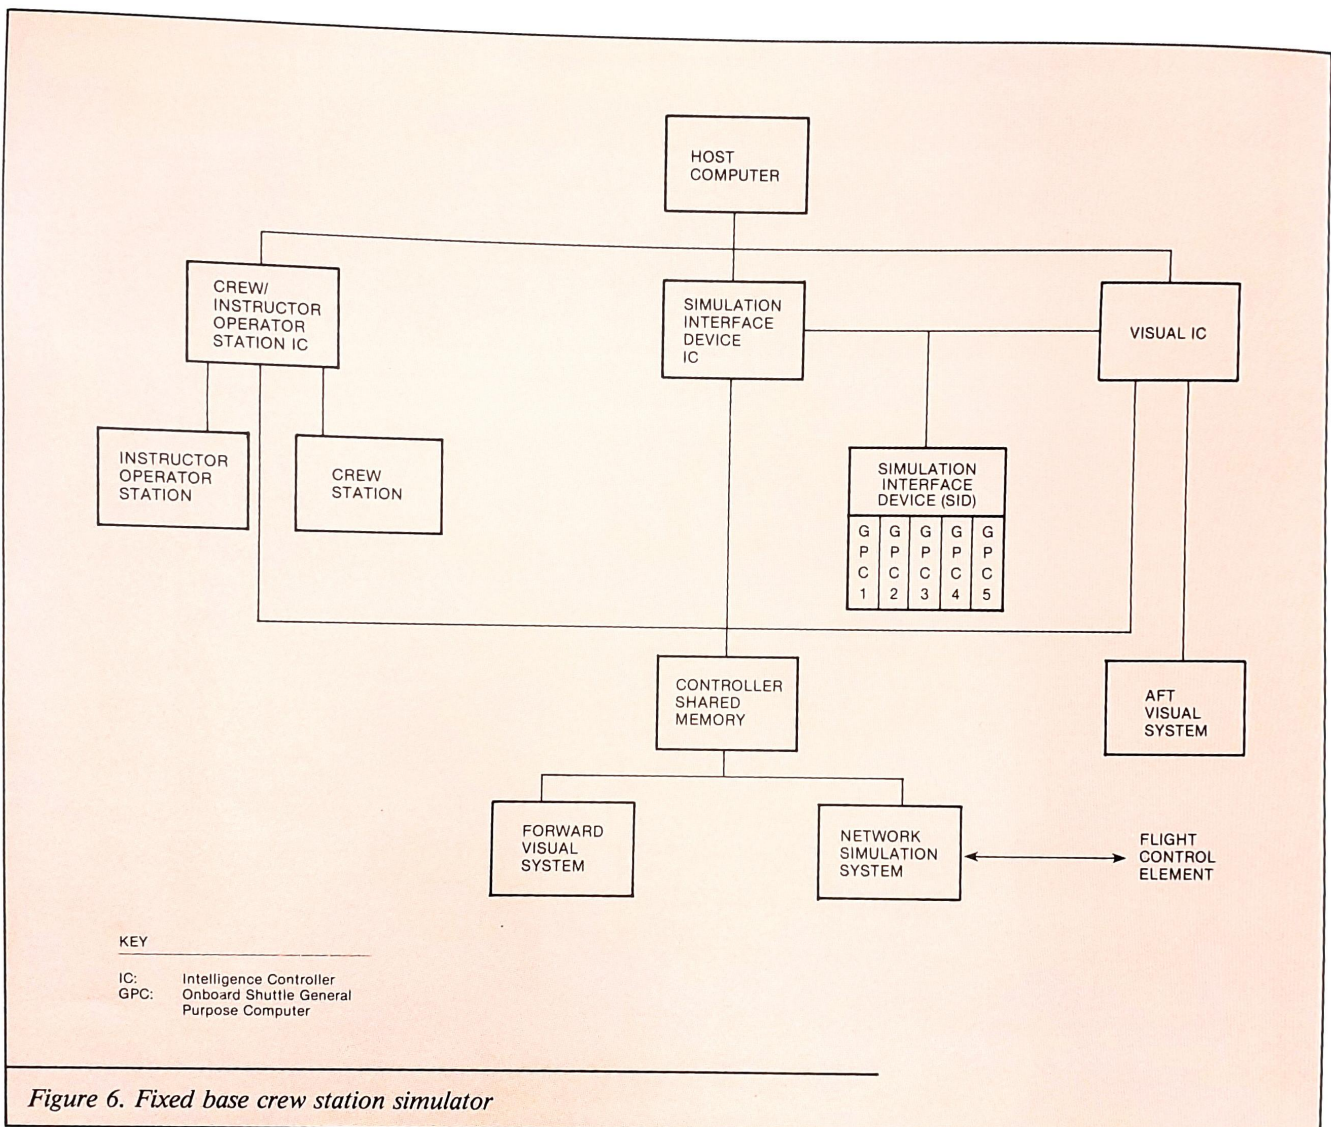 HOST
COMPUTER
CREW/
INSTRUCTOR
OPERATOR
STATION IC
SIMULATION
INTERFACE
DEVICE
IC
VISUAL IC
INSTRUCTOR
OPERATOR
STATION
CREW
STATION
SIMULATION
INTERFACE
DEVICE (SID)
G G G G G
P P P P P
C C C C C
1 2 3 4 5
CONTROLLER
SHARED
MEMORY
AFT
VISUAL
SYSTEM
FORWARD
VISUAL
SYSTEM
NETWORK
SIMULATION
SYSTEM
FLIGHT
CONTROL
ELEMENT
KEY
IC: Intelligence Controller
GPC: Onboard Shuttle General
Purpose Computer
Figure 6. Fixed base crew station simulator